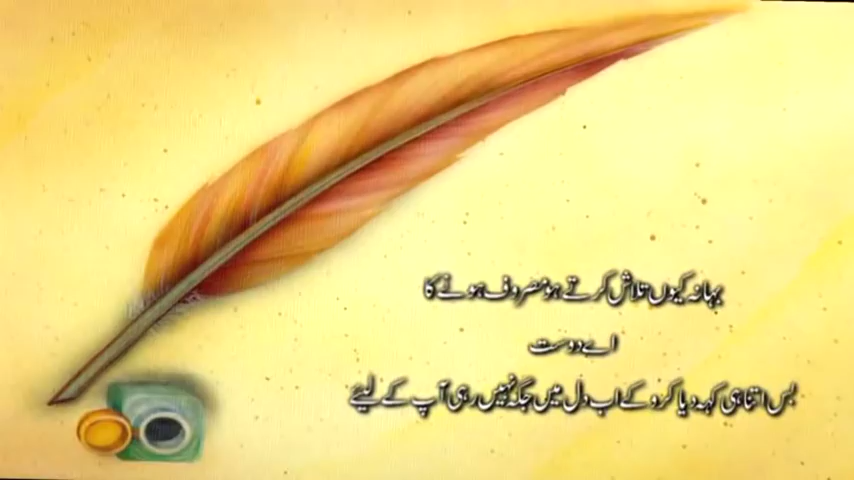 بہانہ کیوں تلاش کرتے ہو مصروف ہونے کا
اے دوست
بس اتنا ہی کہہ دیا کرو کے اب دل میں جگہ نہیں رہی آپ کے لیئے